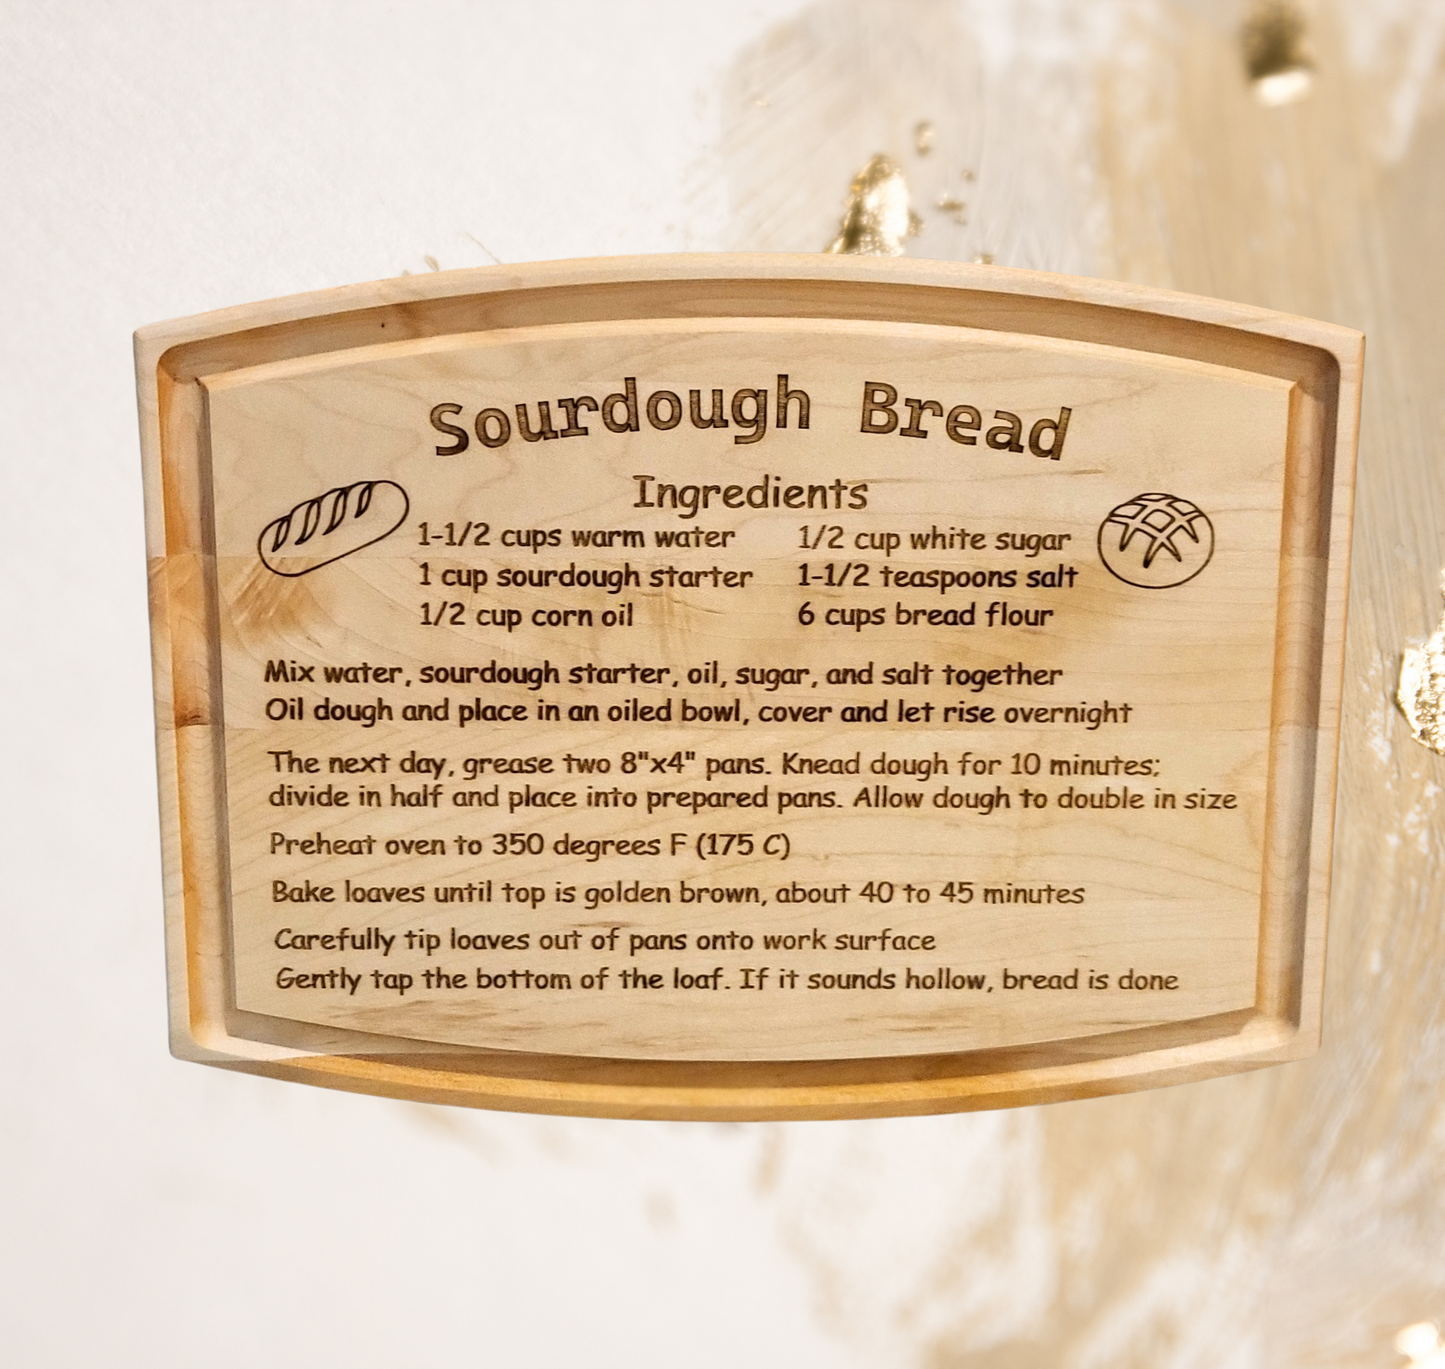 Sourdough Bread
Ingredients
1-1/2 cups warm water
1 cup sourdough starter
1/2 cup corn oil
1/2 cup white sugar
1-1/2 teaspoons salt
6 cups bread flour
Mix water, sourdough starter, oil, sugar, and salt together
Oil dough and place in an oiled bowl, cover and let rise overnight
The next day, grease two 8"x4" pans. Knead dough for 10 minutes;
divide in half and place into prepared pans. Allow dough to double in size
Preheat oven to 350 degrees F (175 C)
Bake loaves until top is golden brown, about 40 to 45 minutes
Carefully tip loaves out of pans onto work surface
Gently tap the bottom of the loaf. If it sounds hollow, bread is done